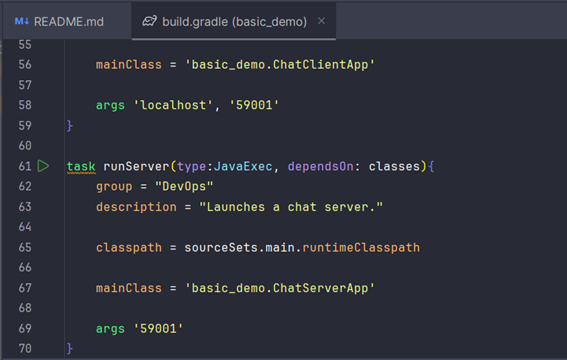 M↓ README.md build.gradle (basic_demo) ×
55
56 mainClass = 'basic_demo.ChatClientApp'
57
58 args 'localhost', '59001'
59 }
60
61 task runServer(type:JavaExec, dependsOn: classes){
62 group = "DevOps"
63 description = "Launches a chat server."
64
65 classpath = sourceSets.main.runtimeClasspath
66
67 mainClass = 'basic_demo.ChatServerApp'
68
69 args '59001'
70 }